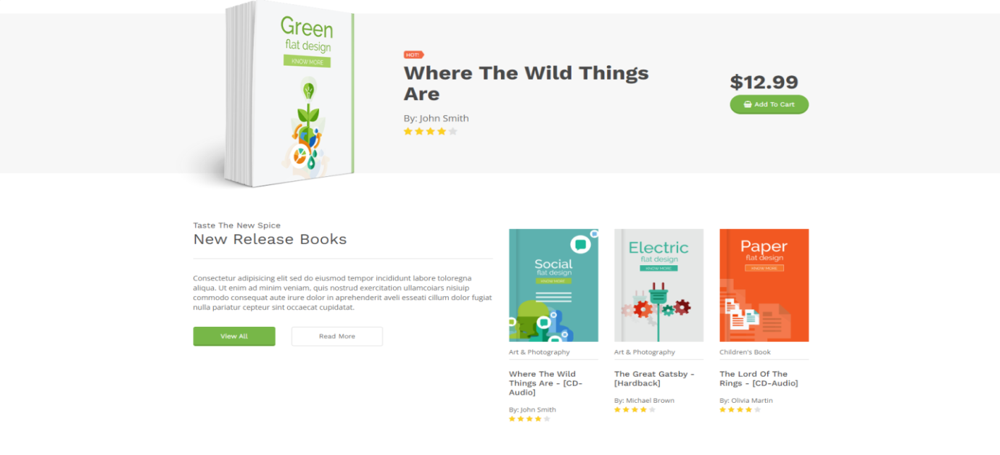 Green
flat design
KNOW MORE
HOT!
Where The Wild Things
Are
By: John Smith
$12.99
Add To Cart
Taste The New Spice
New Release Books
Consectetur adipisicing elit sed do eiusmod tempor incididunt labore toloregna
aliqua. Ut enim ad minim veniam, quis nostrud exercitation ullamcoiars nisiuip
commodo consequat aute irure dolor in aprehenderit aveli esseati cillum dolor fugiat
nulla pariatur cepteur sint occaecat cupidatat.
View All
Read More
Social
flat design
KNOW MORE
Art & Photography
Where The Wild
Things Are - [CD-
Audio]
By: John Smith
Electric
flat design
KNOW MORE
Art & Photography
The Great Gatsby -
[Hardback]
By: Michael Brown
Paper
flat design
KNOW MORE
Children's Book
The Lord Of The
Rings - [CD-Audio]
By: Olivia Martin